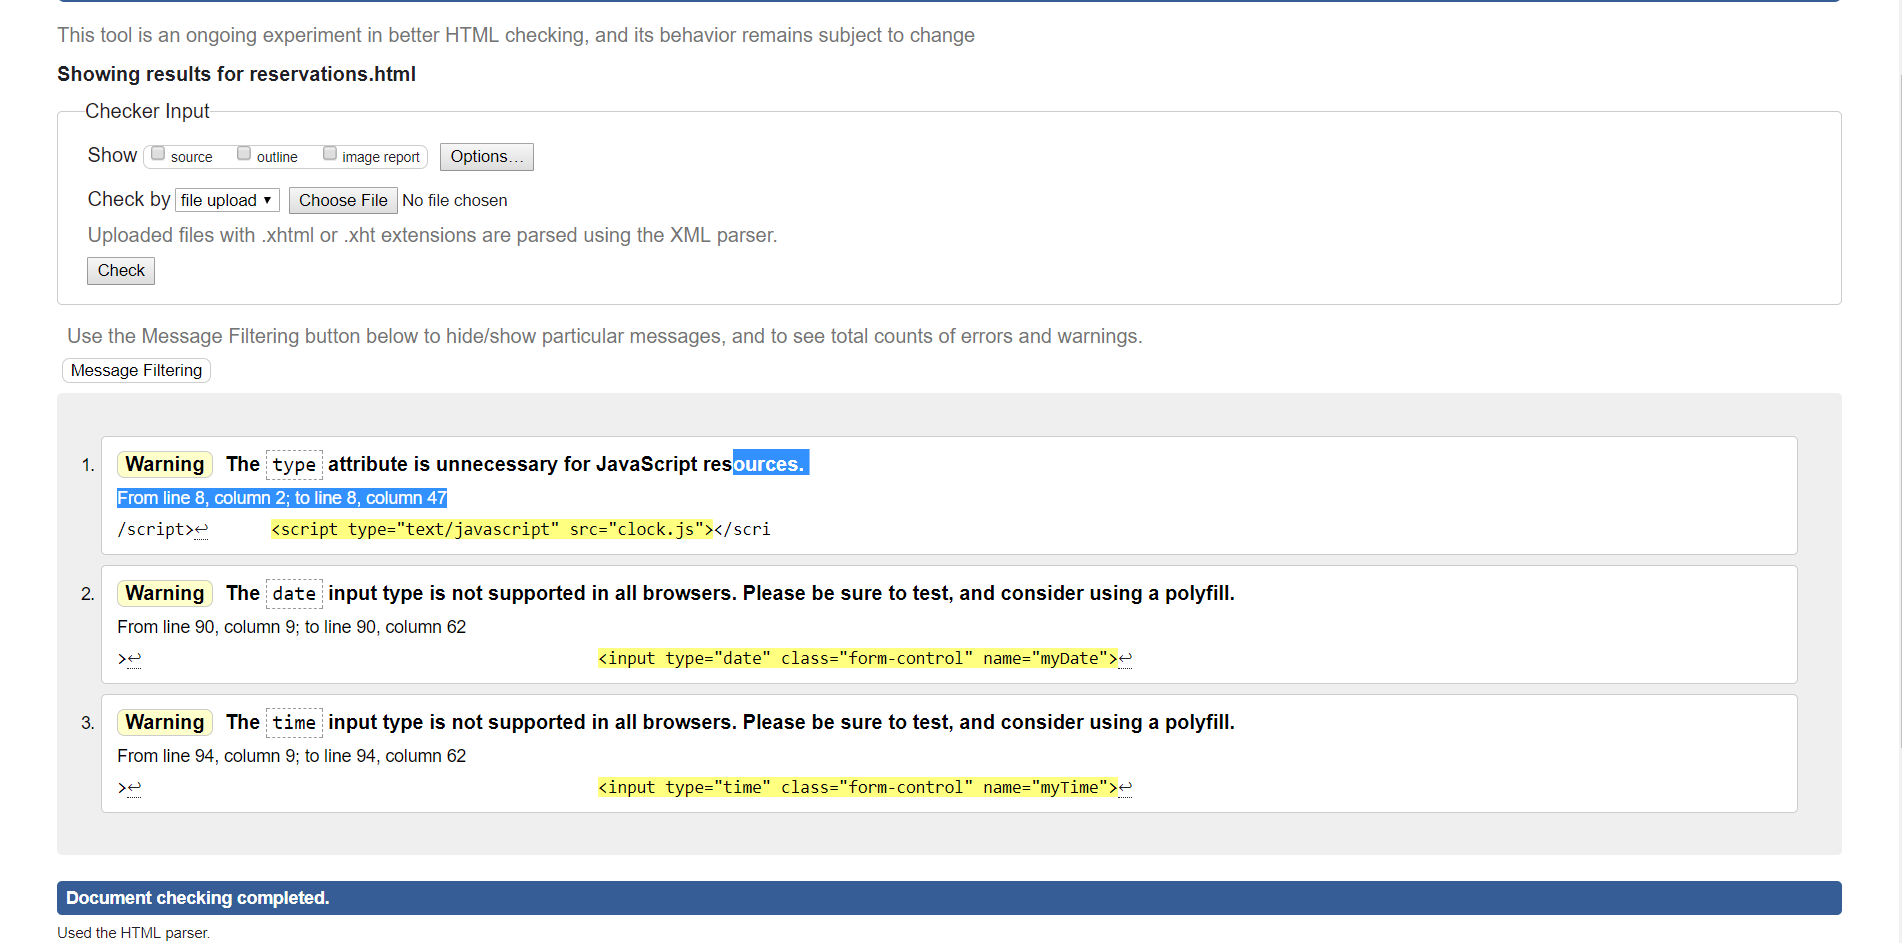 This tool is an ongoing experiment in better HTML checking, and its behavior remains subject to change
Showing results for reservations.html
Checker Input
Show source outline image report Options...
Check by file upload ▼ Choose File No file chosen
Uploaded files with .xhtml or .xht extensions are parsed using the XML parser.
Check
Use the Message Filtering button below to hide/show particular messages, and to see total counts of errors and warnings.
Message Filtering
1. Warning The type attribute is unnecessary for JavaScript resources.
From line 8, column 2; to line 8, column 47
/script>↩ <script type="text/javascript" src="clock.js"></scri
2. Warning The date input type is not supported in all browsers. Please be sure to test, and consider using a polyfill.
From line 90, column 9; to line 90, column 62
>↩ <input type="date" class="form-control" name="myDate">↩
3. Warning The time input type is not supported in all browsers. Please be sure to test, and consider using a polyfill.
From line 94, column 9; to line 94, column 62
>↩ <input type="time" class="form-control" name="myTime">↩
Document checking completed.
Used the HTML parser.